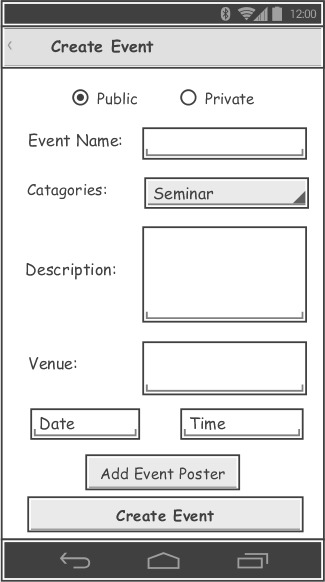 12:00
Create Event
Public Private
Event Name:
Catagories: Seminar
Description:
Venue:
Date Time
Add Event Poster
Create Event